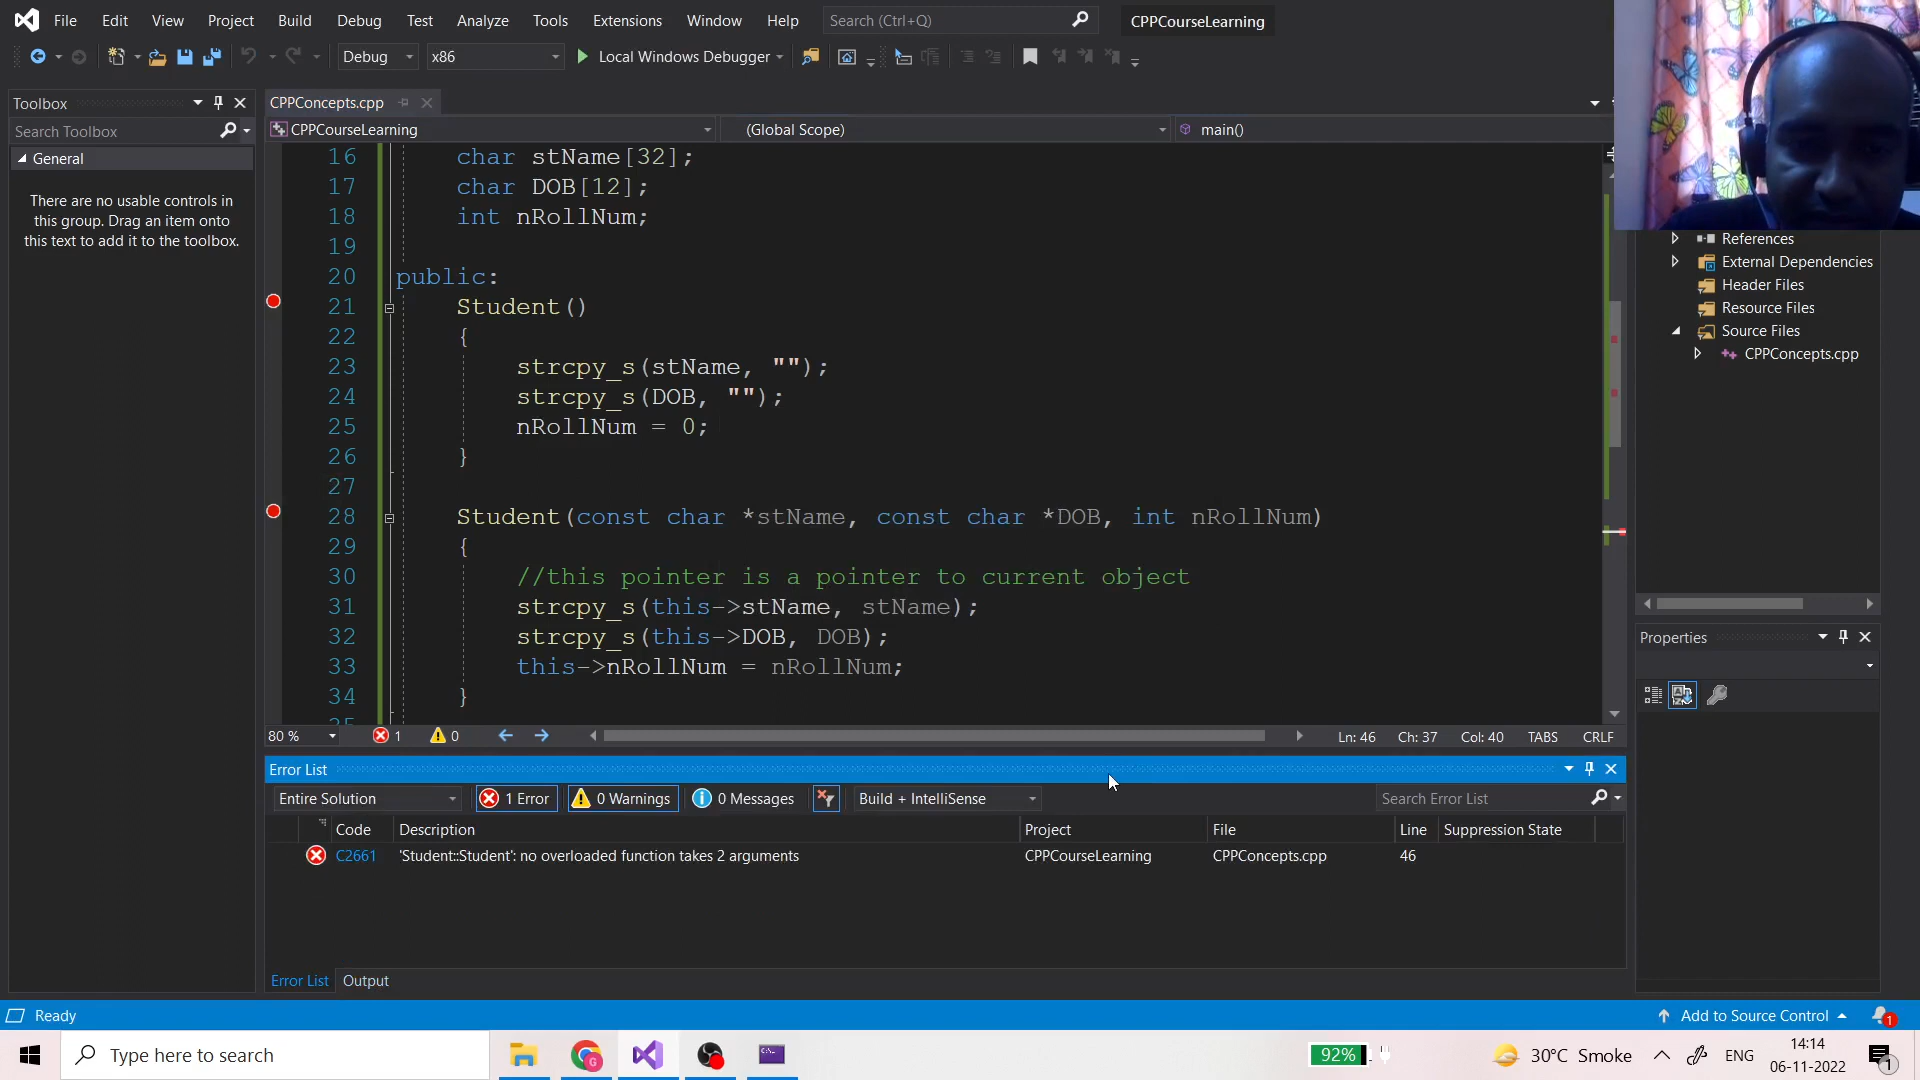 File Edit View Project Build Debug Test Analyze Tools Extensions Window Help Search (Ctrl+Q) CPPCourseLearning
Debug x86 Local Windows Debugger
Toolbox
Search Toolbox
General
There are no usable controls in
this group. Drag an item onto
this text to add it to the toolbox.
CPPConcepts.cpp
CPPCourseLearning (Global Scope) main()
16 char stName[32];
17 char DOB[12];
18 int nRollNum;
19
20 public:
21 Student()
22 {
23 strcpy_s(stName, "");
24 strcpy_s(DOB, "");
25 nRollNum = 0;
26 }
27
28 Student(const char *stName, const char *DOB, int nRollNum)
29 {
30 //this pointer is a pointer to current object
31 strcpy_s(this->stName, stName);
32 strcpy_s(this->DOB, DOB);
33 this->nRollNum = nRollNum;
34 }
35
80 % 1 0 Ln: 46 Ch: 37 Col: 40 TABS CRLF
References
External Dependencies
Header Files
Resource Files
Source Files
CPPConcepts.cpp
Properties
Error List
Entire Solution 1 Error 0 Warnings 0 Messages Build + IntelliSense Search Error List
Code Description Project File Line Suppression State
C2661 'Student::Student': no overloaded function takes 2 arguments CPPCourseLearning CPPConcepts.cpp 46
Error List Output
Ready Add to Source Control 1
Type here to search 92% 30°C Smoke ENG 14:14
06-11-2022 1